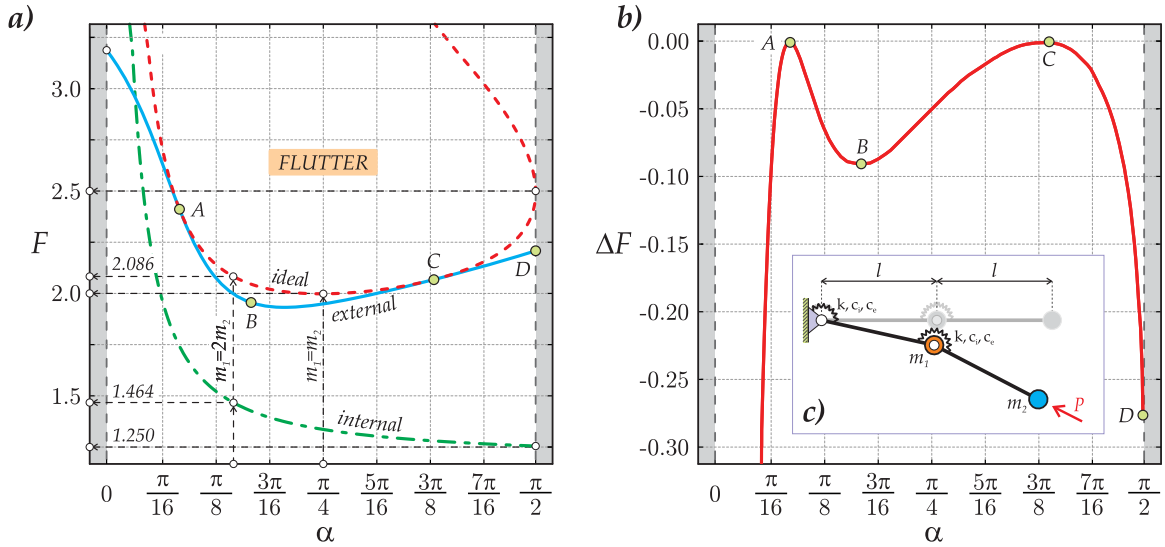 a)
3.0
2.5
2.0
1.5
F
FLUTTER
A
B
C
D
ideal
external
internal
2.086
1.464
1.250
m₁=2m₂
m₁=m₂
0
π/16
π/8
3π/16
π/4
5π/16
3π/8
7π/16
π/2
α
b)
0.00
-0.05
-0.10
-0.15
-0.20
-0.25
-0.30
ΔF
A
B
C
D
l
l
k, cᵢ, cₑ
k, cᵢ, cₑ
m₁
m₂
p
c)
0
π/16
π/8
3π/16
π/4
5π/16
3π/8
7π/16
π/2
α